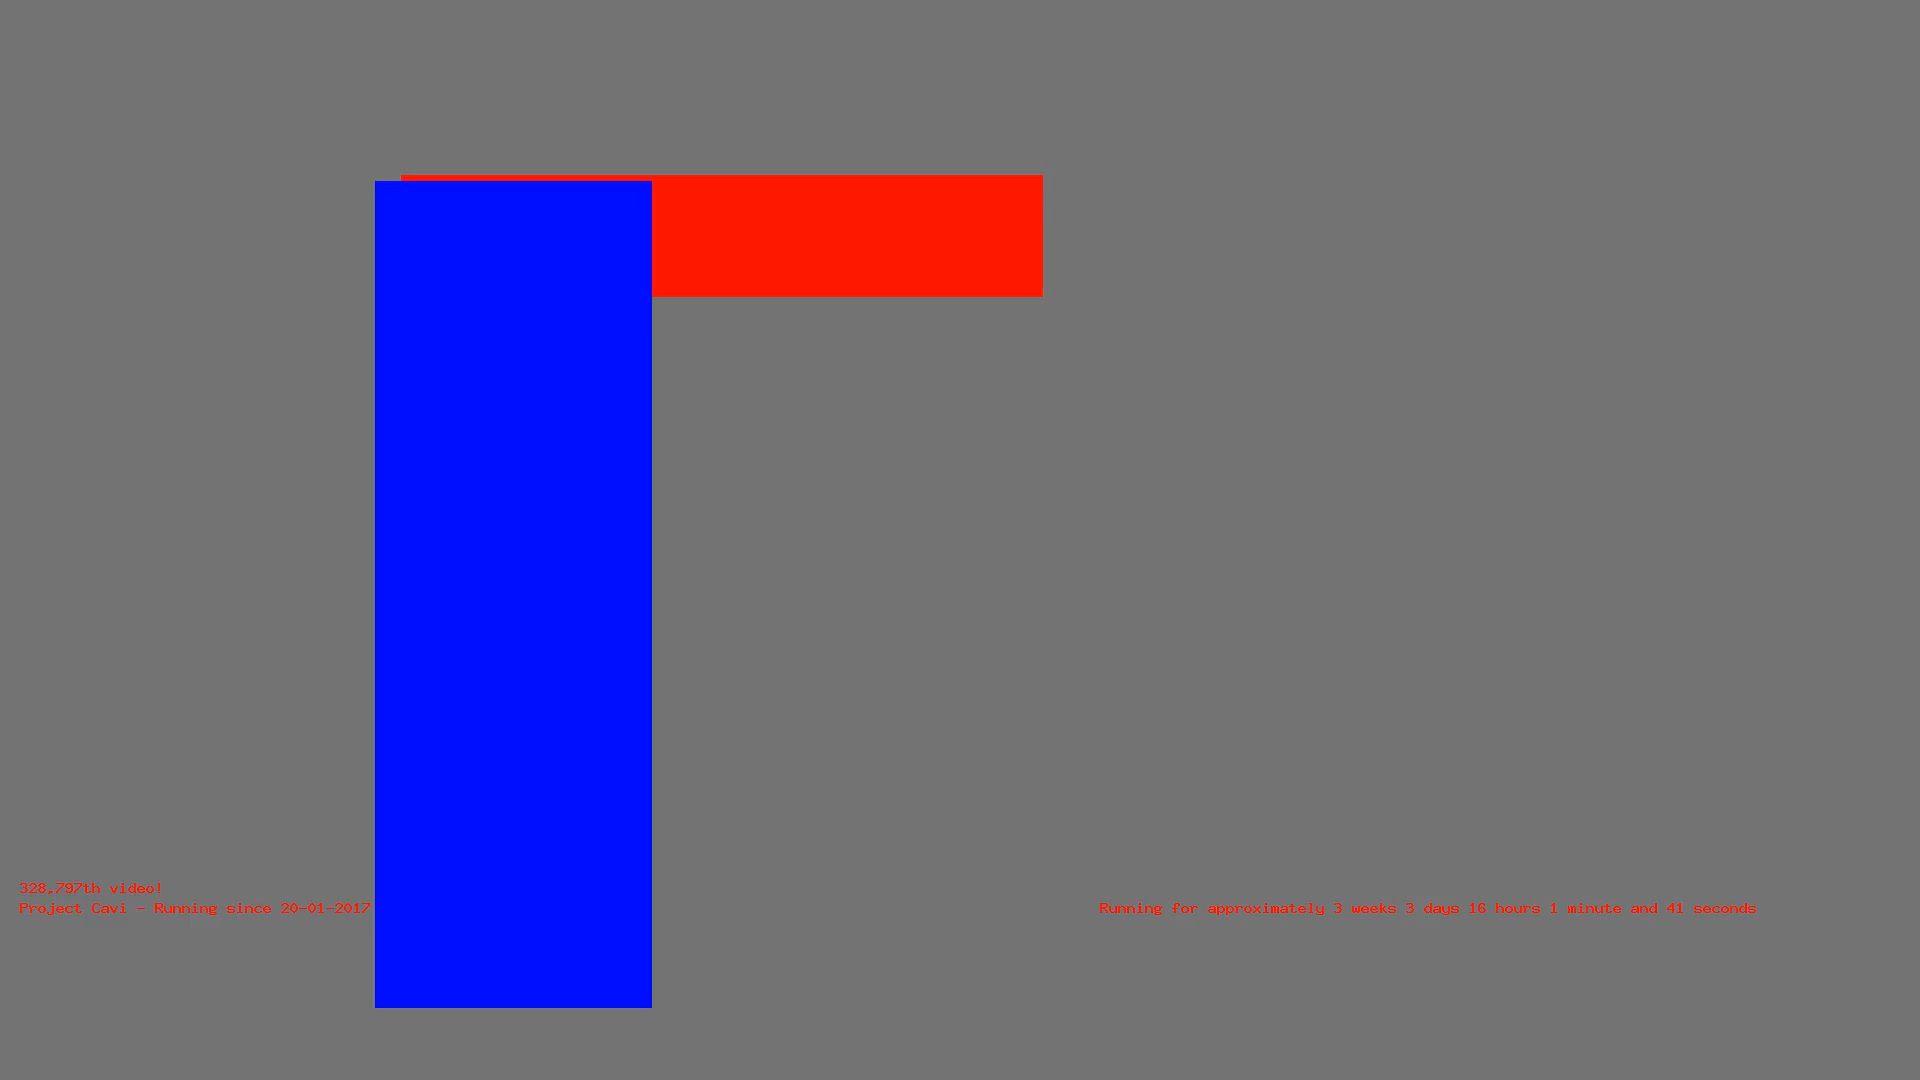 328,797th video!
Project Cavi - Running since 20-01-2017
Running for approximately 3 weeks 3 days 16 hours 1 minute and 41 seconds